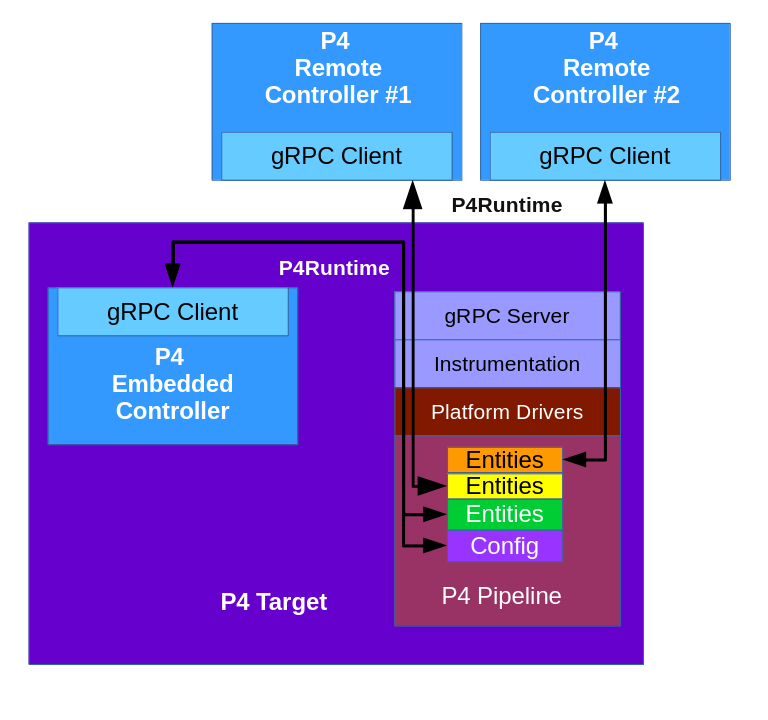 P4
Remote
Controller #1
gRPC Client
P4
Remote
Controller #2
gRPC Client
P4Runtime
P4Runtime
gRPC Client
P4
Embedded
Controller
gRPC Server
Instrumentation
Platform Drivers
Entities
Entities
Entities
Config
P4 Pipeline
P4 Target